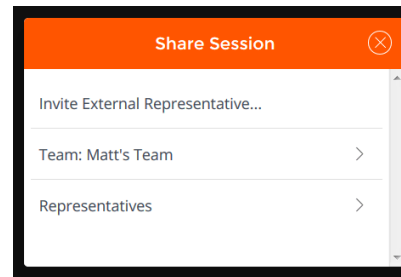 Share Session
Invite External Representative...
Team: Matt's Team
Representatives